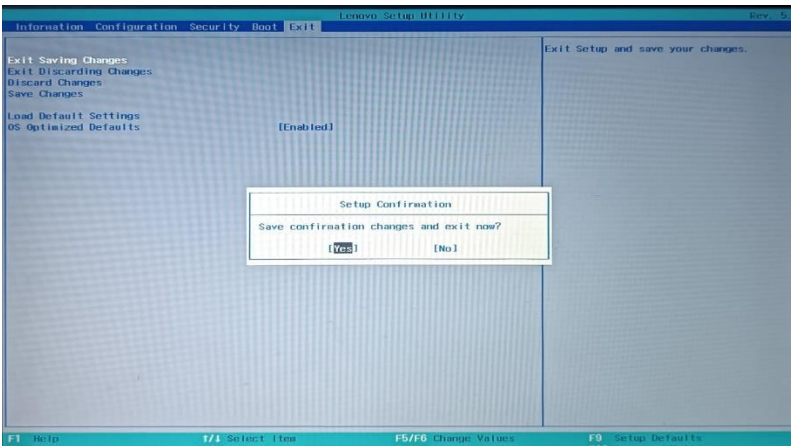 Lenovo Setup Utility Rev. 5.
Information Configuration Security Boot Exit
Exit Setup and save your changes.
Exit Saving Changes
Exit Discarding Changes
Discard Changes
Save Changes
Load Default Settings
OS Optimized Defaults [Enabled]
Setup Confirmation
Save confirmation changes and exit now?
[Yes] [No]
F1 Help ↑/↓ Select Item F5/F6 Change Values F9 Setup Defaults